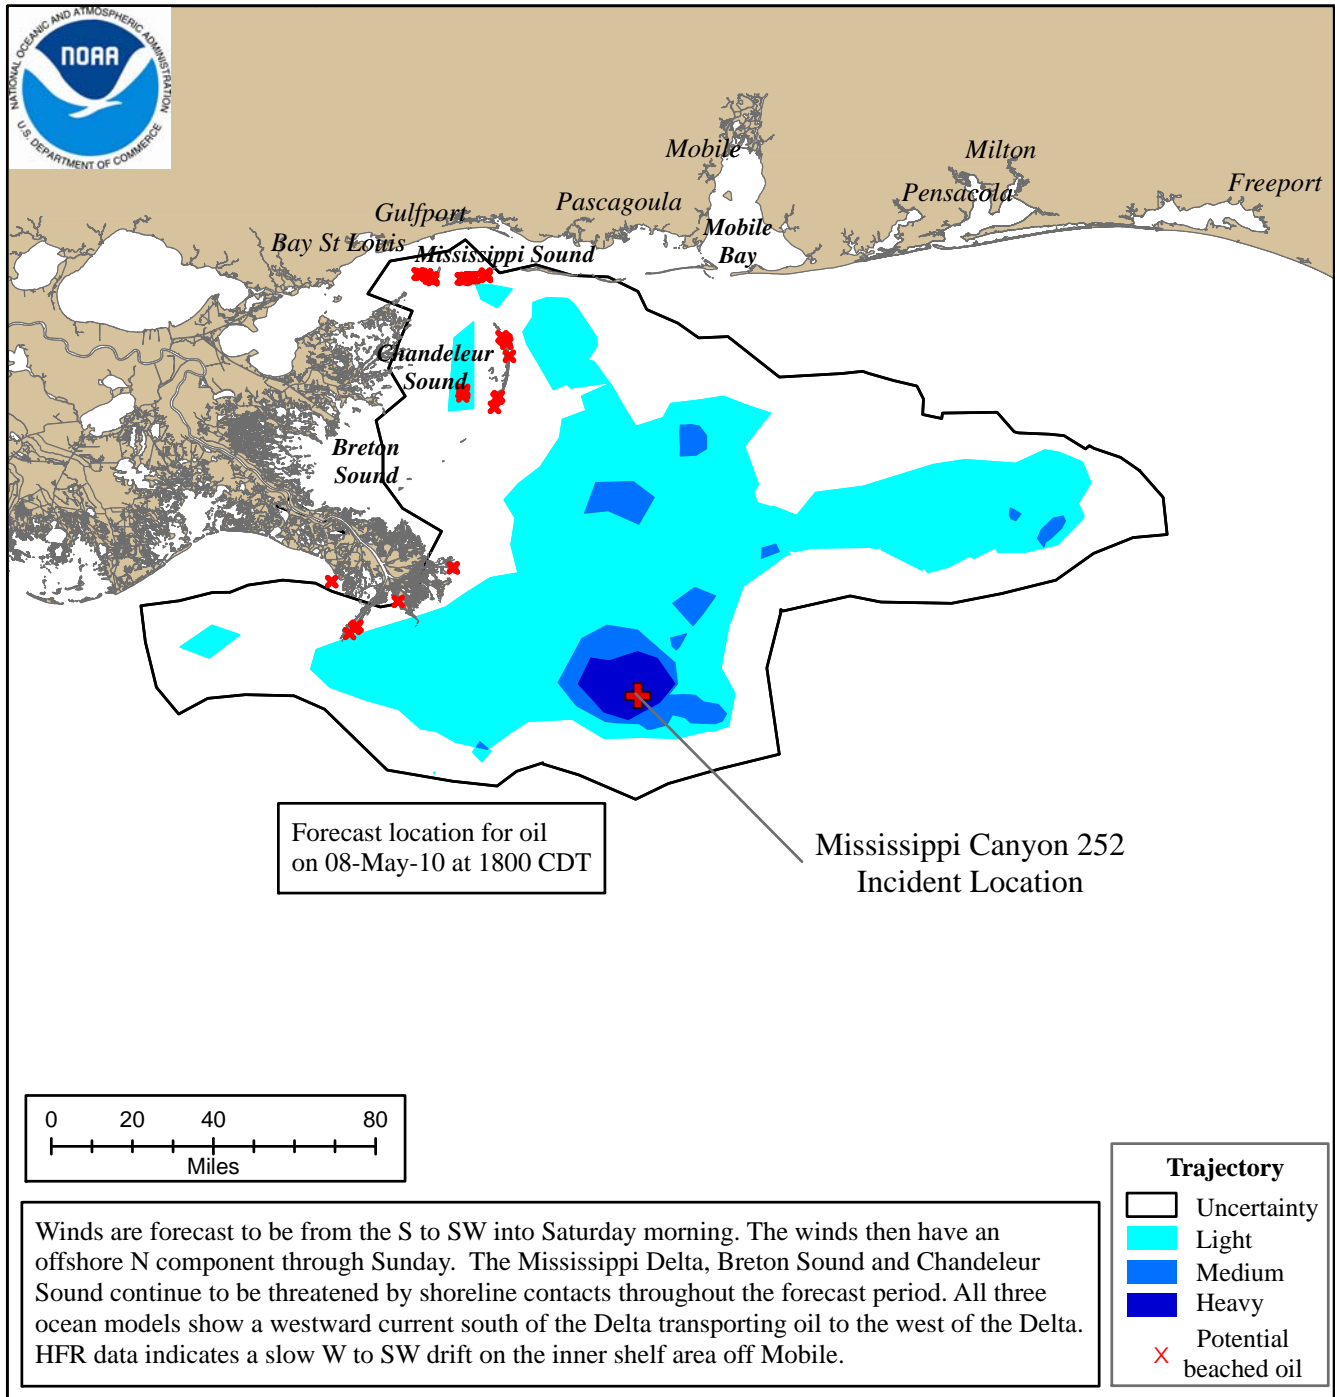 NATIONAL OCEANIC AND ATMOSPHERIC ADMINISTRATION
NOAA
U.S. DEPARTMENT OF COMMERCE
Mobile
Milton
Pensacola
Freeport
Pascagoula
Gulfport
Bay St Louis
Mobile
Bay
Mississippi Sound
Chandeleur
Sound
Breton
Sound
Forecast location for oil
on 08-May-10 at 1800 CDT
Mississippi Canyon 252
Incident Location
0 20 40 80
Miles
Trajectory
Uncertainty
Light
Medium
Heavy
Potential
beached oil
Winds are forecast to be from the S to SW into Saturday morning. The winds then have an
offshore N component through Sunday.  The Mississippi Delta, Breton Sound and Chandeleur
Sound continue to be threatened by shoreline contacts throughout the forecast period. All three
ocean models show a westward current south of the Delta transporting oil to the west of the Delta.
HFR data indicates a slow W to SW drift on the inner shelf area off Mobile.